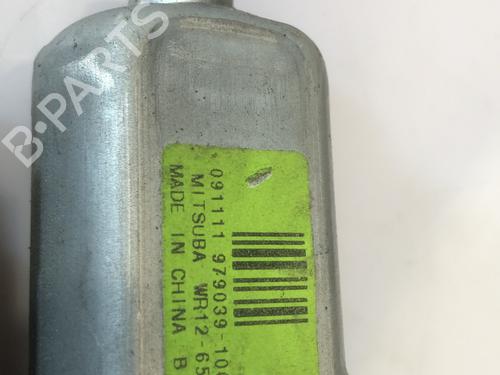 B-PARTS
091111 979039-10
MITSUBA WR12-65
MADE IN CHINA B